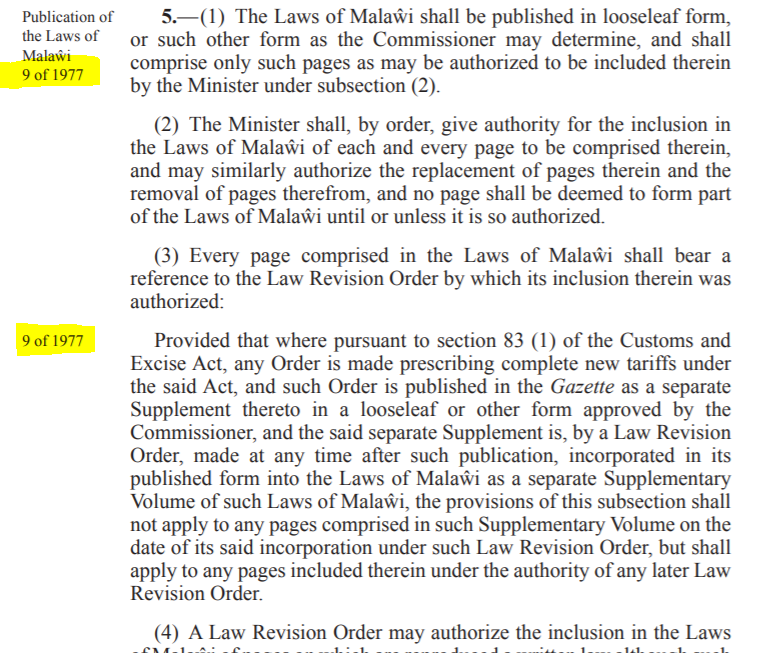 Publication of
the Laws of
Malaŵi
9 of 1977
5.—(1) The Laws of Malaŵi shall be published in looseleaf form,
or such other form as the Commissioner may determine, and shall
comprise only such pages as may be authorized to be included therein
by the Minister under subsection (2).
(2) The Minister shall, by order, give authority for the inclusion in
the Laws of Malaŵi of each and every page to be comprised therein,
and may similarly authorize the replacement of pages therein and the
removal of pages therefrom, and no page shall be deemed to form part
of the Laws of Malaŵi until or unless it is so authorized.
(3) Every page comprised in the Laws of Malaŵi shall bear a
reference to the Law Revision Order by which its inclusion therein was
authorized:
9 of 1977
Provided that where pursuant to section 83 (1) of the Customs and
Excise Act, any Order is made prescribing complete new tariffs under
the said Act, and such Order is published in the Gazette as a separate
Supplement thereto in a looseleaf or other form approved by the
Commissioner, and the said separate Supplement is, by a Law Revision
Order, made at any time after such publication, incorporated in its
published form into the Laws of Malaŵi as a separate Supplementary
Volume of such Laws of Malaŵi, the provisions of this subsection shall
not apply to any pages comprised in such Supplementary Volume on the
date of its said incorporation under such Law Revision Order, but shall
apply to any pages included therein under the authority of any later Law
Revision Order.
(4) A Law Revision Order may authorize the inclusion in the Laws